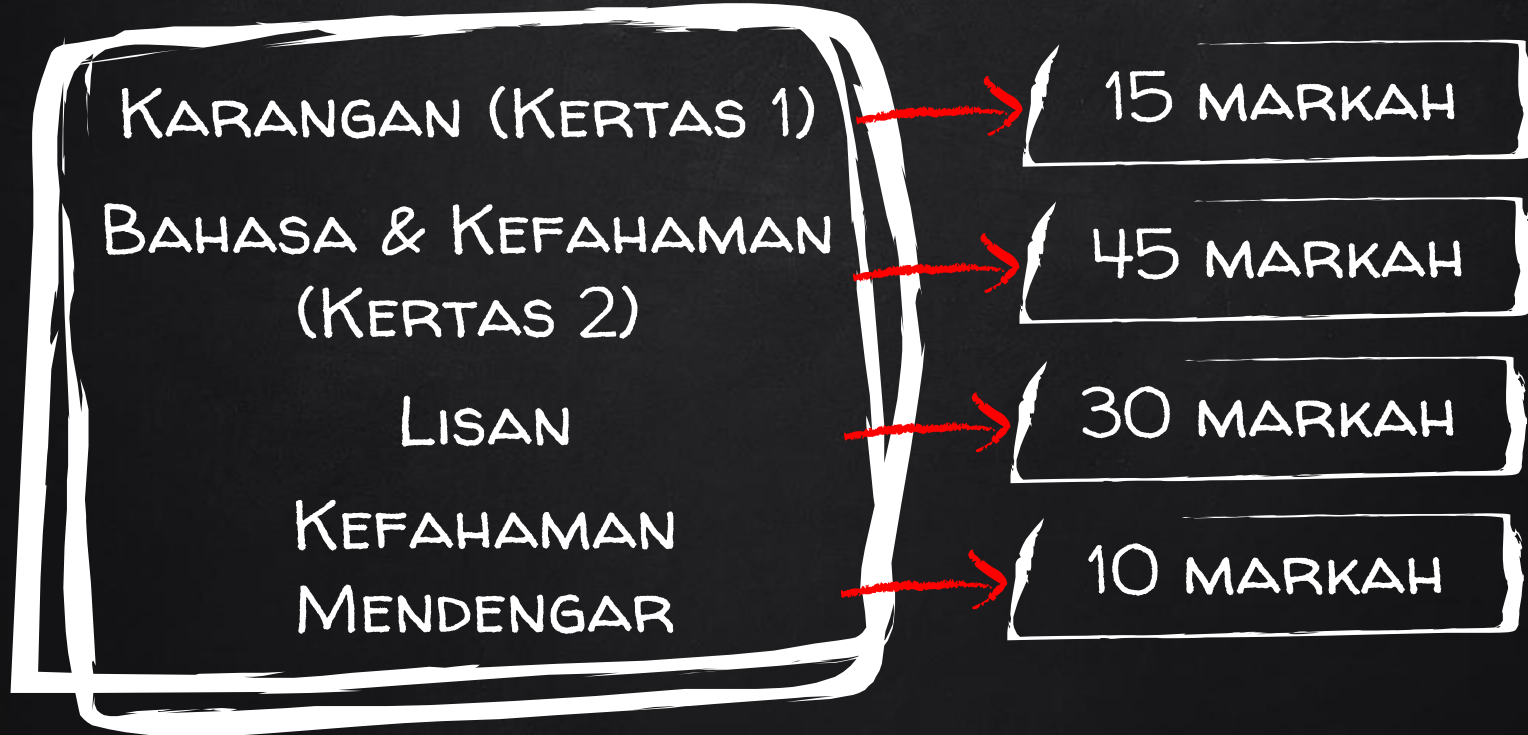 Karangan (Kertas 1)
15 markah
Bahasa & Kefahaman
(Kertas 2)
45 markah
Lisan
30 markah
Kefahaman
Mendengar
10 markah